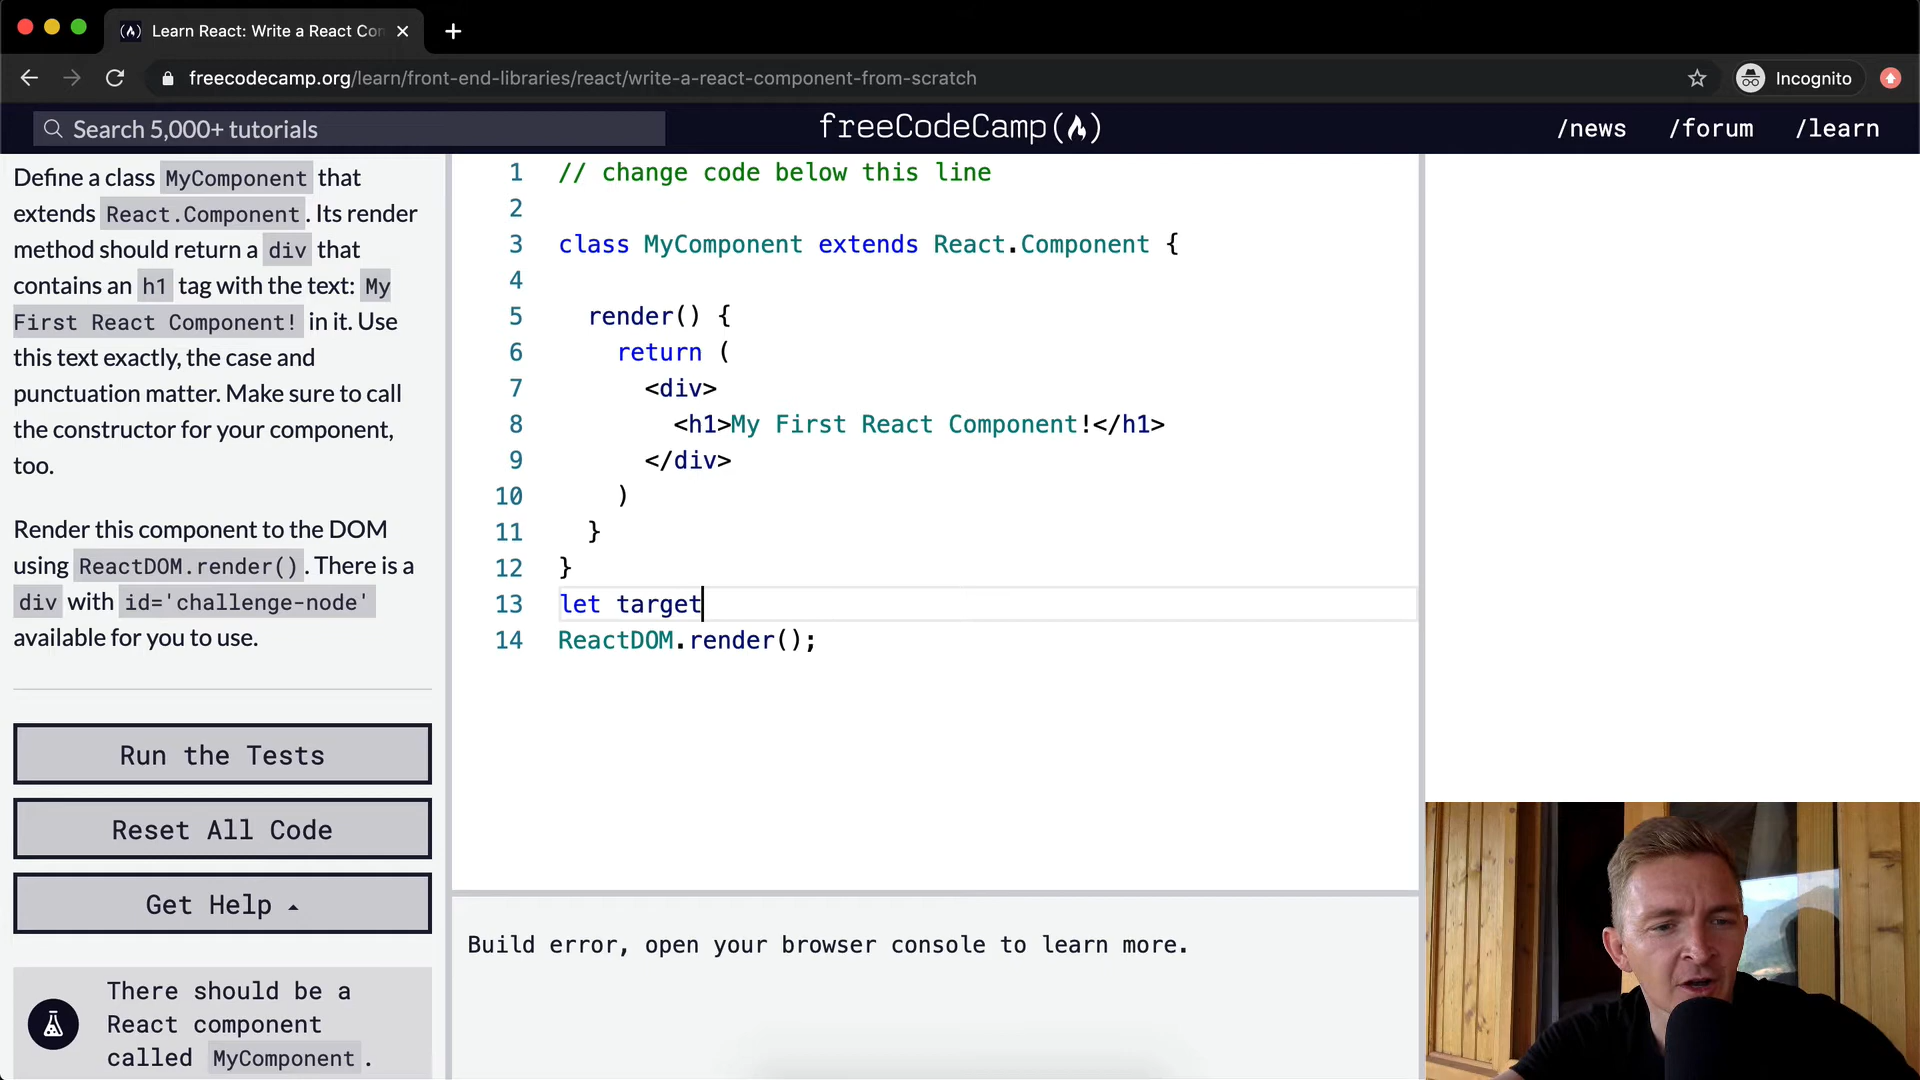 Learn React: Write a React Co
freecodecamp.org/learn/front-end-libraries/react/write-a-react-component-from-scratch
Incognito
Search 5,000+ tutorials
freeCodeCamp
/news
/forum
/learn
Define a class MyComponent that
extends React.Component. Its render
method should return a div that
contains an h1 tag with the text: My
First React Component! in it. Use
this text exactly, the case and
punctuation matter. Make sure to call
the constructor for your component,
too.
Render this component to the DOM
using ReactDOM.render(). There is a
div with id='challenge-node'
available for you to use.
Run the Tests
Reset All Code
Get Help
There should be a
React component
called MyComponent.
1 // change code below this line
2
3 class MyComponent extends React.Component {
4
5 render() {
6 return (
7 <div>
8 <h1>My First React Component!</h1>
9 </div>
10 )
11 }
12 }
13 let target
14 ReactDOM.render();
Build error, open your browser console to learn more.